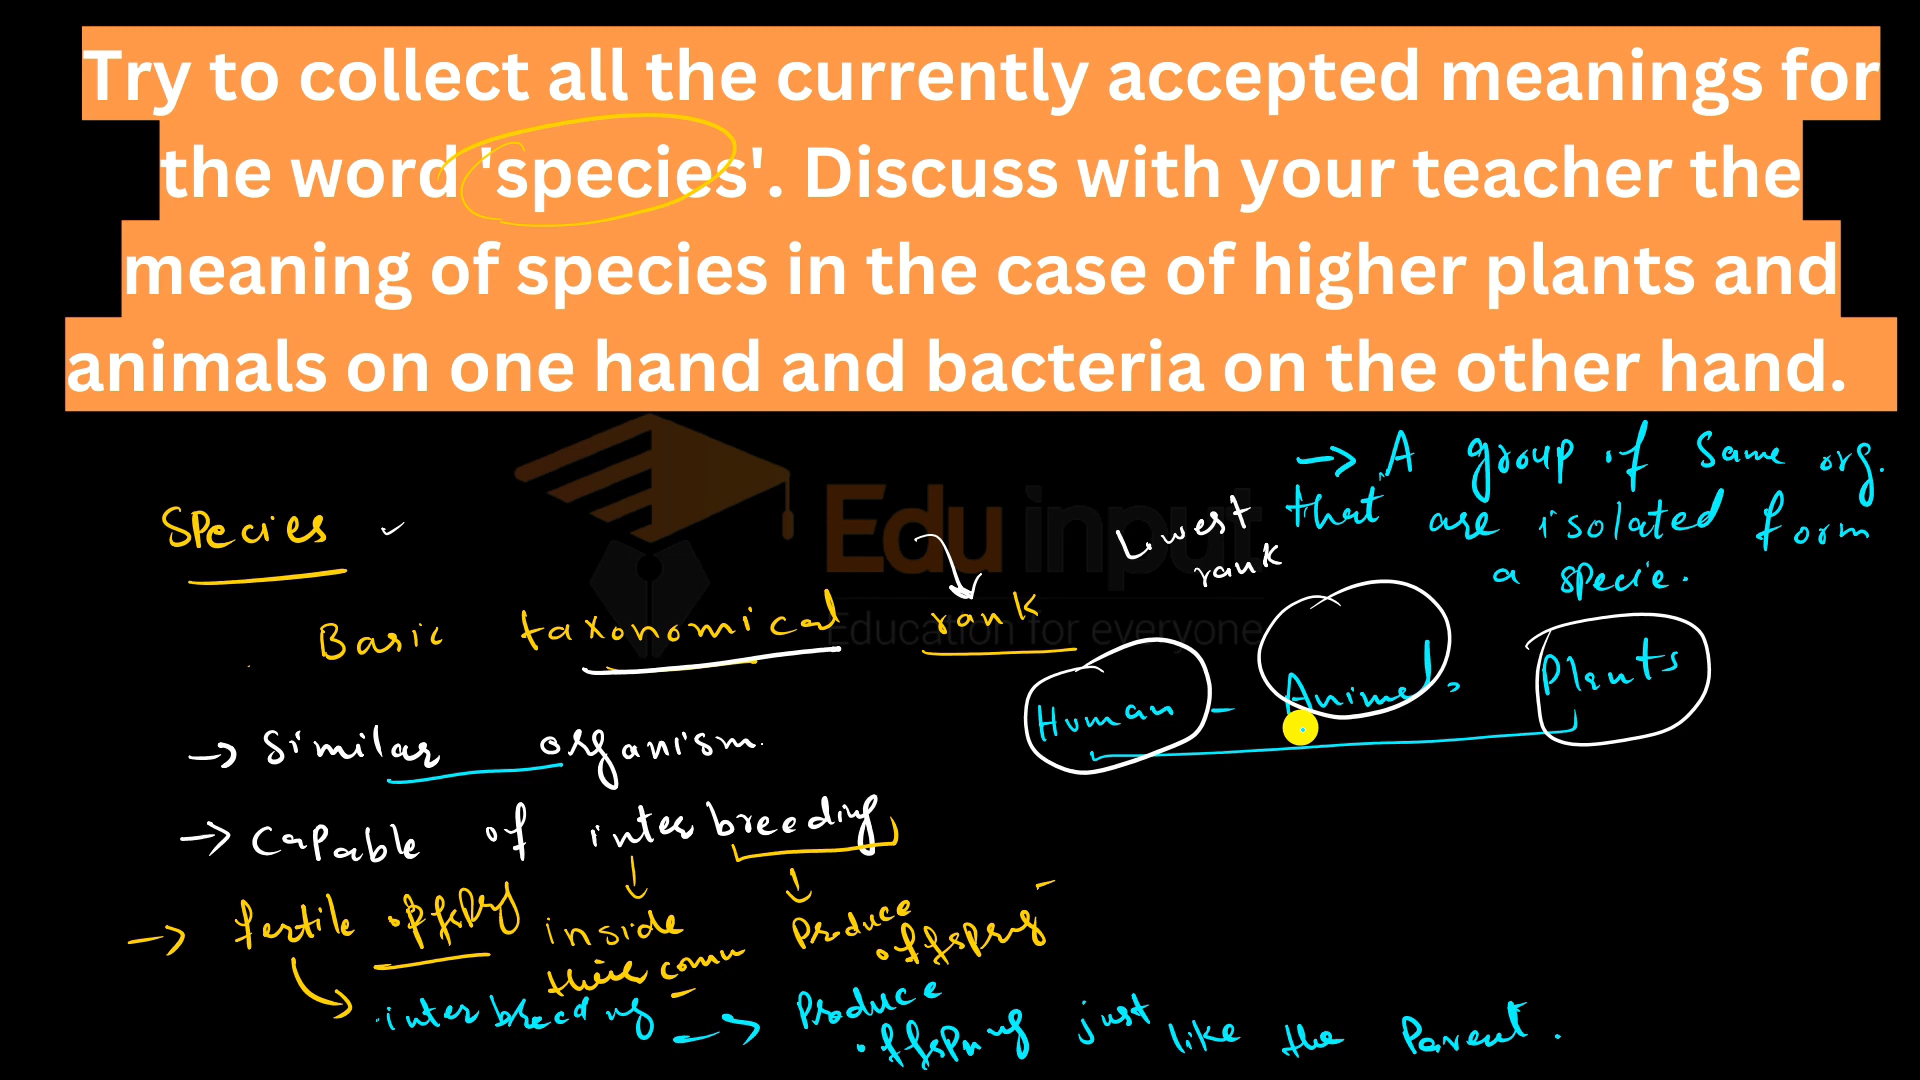 Try to collect all the currently accepted meanings for
the word 'species'. Discuss with your teacher the
meaning of species in the case of higher plants and
animals on one hand and bacteria on the other hand.
→ A group of Same org.
that are isolated form
a specie.
Species
Lowest
rank
Eduinput
Education for everyone
Basic taxonomical rank
Human - Animals Plants
→ Similar organism.
→ Capable of interbreeding
→ fertile offspring
inside
their comm
Produce
offspring
interbreeding → Produce
offspring just like the Parent.